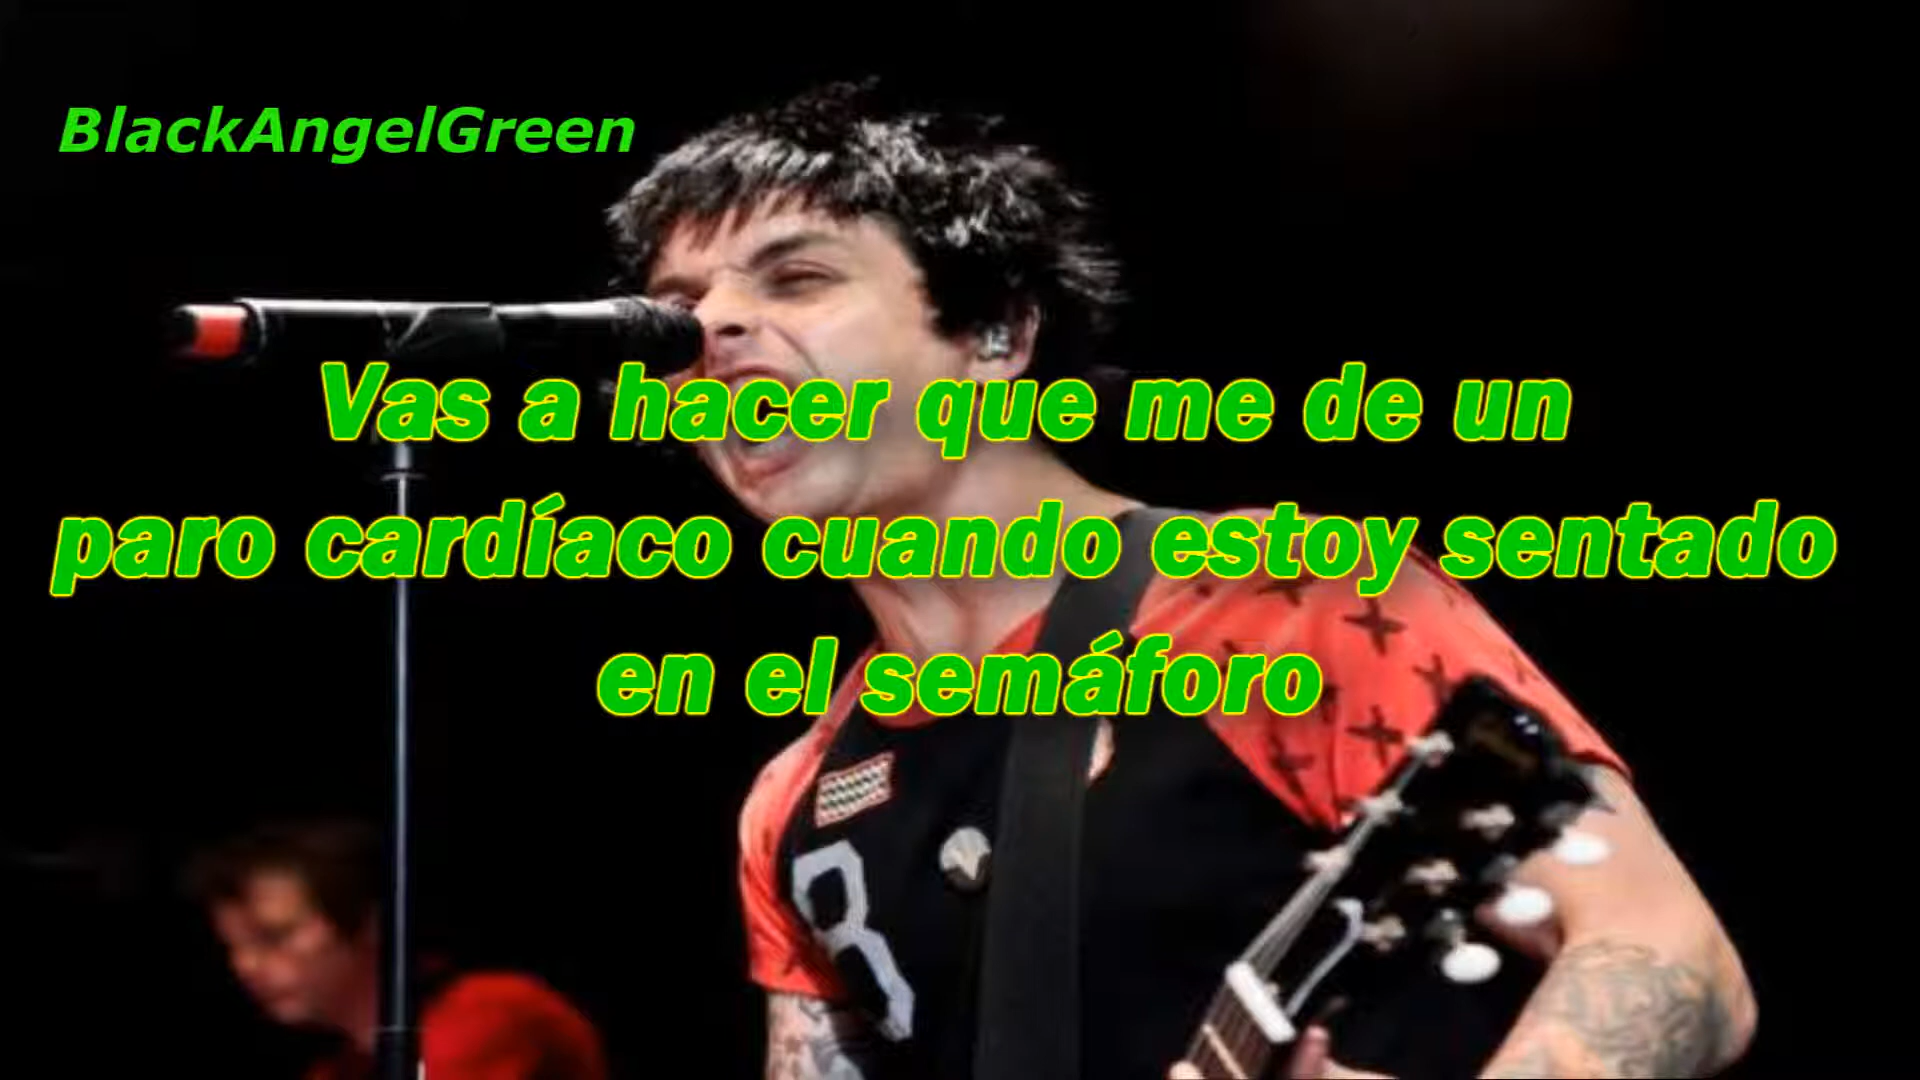 BlackAngelGreen
Vas a hacer que me de un
paro cardíaco cuando estoy sentado
en el semáforo